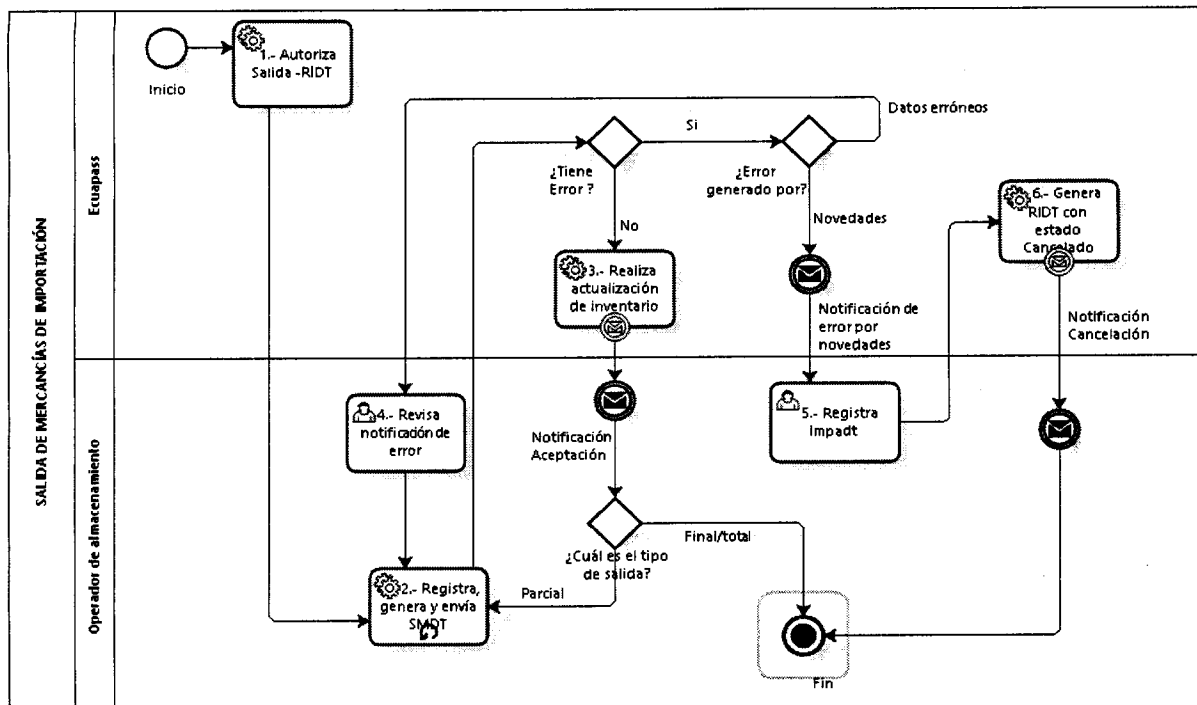 SALIDA DE MERCANCÍAS DE IMPORTACIÓN
Ecuapass
Inicio
1.- Autoriza
Salida -RIDT
Datos erróneos
Si
¿Tiene
Error ?
¿Error
generado por?
No
Novedades
3.- Realiza
actualización
de inventario
Notificación de
error por
novedades
6.- Genera
RIDT con
estado
Cancelado
Notificación
Cancelación
Operador de almacenamiento
4.- Revisa
notificación de
error
Notificación
Aceptación
5.- Registra
Impadt
¿Cuál es el tipo
de salida?
Final/total
Parcial
2.- Registra,
genera y envía
SMDT
Fin